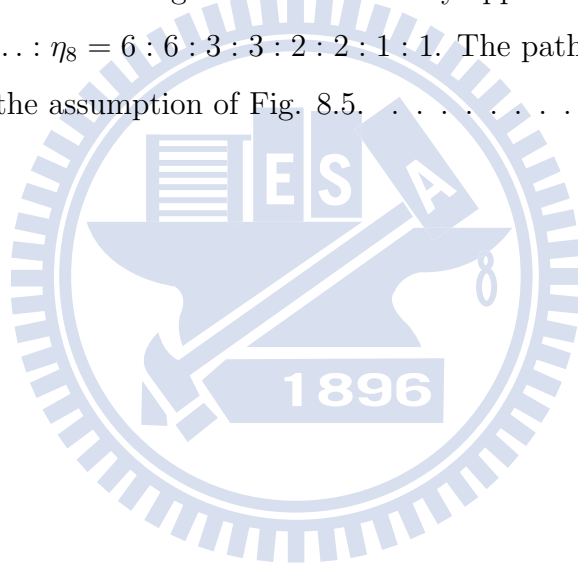 ..: η₈ = 6 : 6 : 3 : 3 : 2 : 2 : 1 : 1. The path
the assumption of Fig. 8.5. . . . . . . . . .
E S A
1896